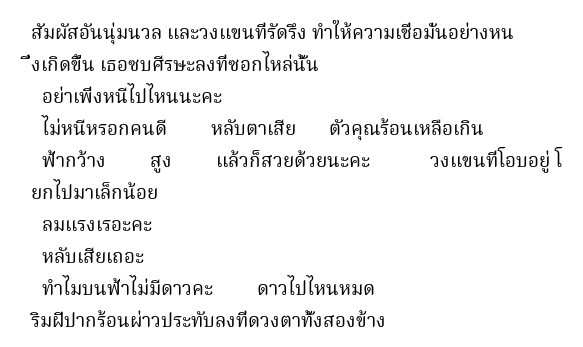 สัมผัสอันนุ่มนวล และวงแขนที่รัดรึง ทำให้ความเชื่อมั่นอย่างหน
ึ่งเกิดขึ้น เธอซบศีรษะลงที่ซอกไหล่นั้น
อย่าเพิ่งหนีไปไหนนะคะ
ไม่หนีหรอกคนดี หลับตาเสีย ตัวคุณร้อนเหลือเกิน
ฟ้ากว้าง สูง แล้วก็สวยด้วยนะคะ วงแขนที่โอบอยู่ โ
ยกไปมาเล็กน้อย
ลมแรงเรอะคะ
หลับเสียเถอะ
ทำไมบนฟ้าไม่มีดาวคะ ดาวไปไหนหมด
ริมฝีปากร้อนผ่าวประทับลงที่ดวงตาทั้งสองข้าง